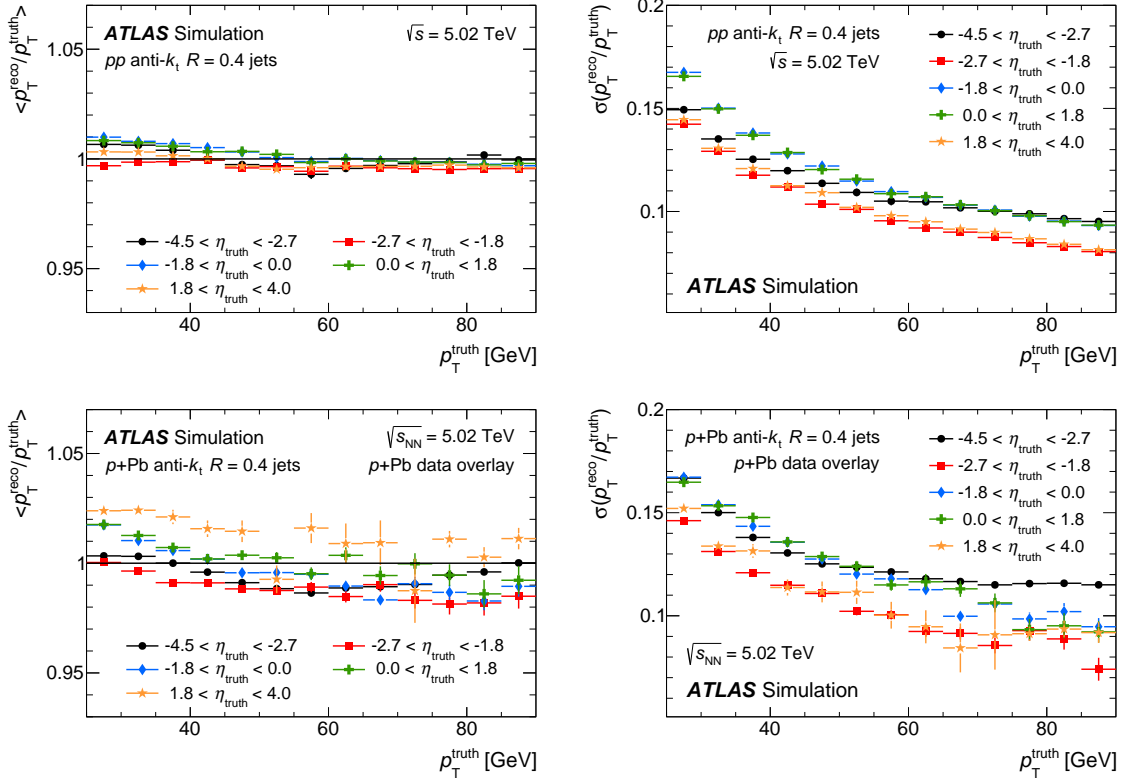 1.05
1
0.95
<p_T^reco/p_T^truth>
ATLAS Simulation
√s = 5.02 TeV
pp anti-k_t R = 0.4 jets
-4.5 < η_truth < -2.7
-2.7 < η_truth < -1.8
-1.8 < η_truth < 0.0
0.0 < η_truth < 1.8
1.8 < η_truth < 4.0
40 60 80
p_T^truth [GeV]
0.2
0.15
0.1
σ(p_T^reco/p_T^truth)
pp anti-k_t R = 0.4 jets
√s = 5.02 TeV
-4.5 < η_truth < -2.7
-2.7 < η_truth < -1.8
-1.8 < η_truth < 0.0
0.0 < η_truth < 1.8
1.8 < η_truth < 4.0
ATLAS Simulation
40 60 80
p_T^truth [GeV]
1.05
1
0.95
<p_T^reco/p_T^truth>
ATLAS Simulation
√s_NN = 5.02 TeV
p+Pb anti-k_t R = 0.4 jets
p+Pb data overlay
-4.5 < η_truth < -2.7
-2.7 < η_truth < -1.8
-1.8 < η_truth < 0.0
0.0 < η_truth < 1.8
1.8 < η_truth < 4.0
40 60 80
p_T^truth [GeV]
0.2
0.15
0.1
σ(p_T^reco/p_T^truth)
p+Pb anti-k_t R = 0.4 jets
p+Pb data overlay
-4.5 < η_truth < -2.7
-2.7 < η_truth < -1.8
-1.8 < η_truth < 0.0
0.0 < η_truth < 1.8
1.8 < η_truth < 4.0
√s_NN = 5.02 TeV
ATLAS Simulation
40 60 80
p_T^truth [GeV]